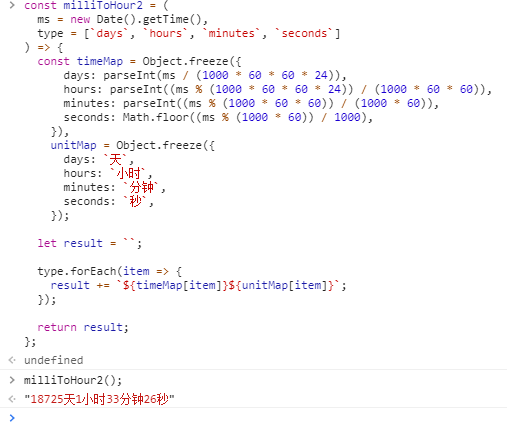 > const milliToHour2 = (
    ms = new Date().getTime(),
    type = [`days`, `hours`, `minutes`, `seconds`]
  ) => {
    const timeMap = Object.freeze({
        days: parseInt(ms / (1000 * 60 * 60 * 24)),
        hours: parseInt((ms % (1000 * 60 * 60 * 24)) / (1000 * 60 * 60)),
        minutes: parseInt((ms % (1000 * 60 * 60)) / (1000 * 60)),
        seconds: Math.floor((ms % (1000 * 60)) / 1000),
      }),
      unitMap = Object.freeze({
        days: `天`,
        hours: `小时`,
        minutes: `分钟`,
        seconds: `秒`,
      });

    let result = ``;

    type.forEach(item => {
      result += `${timeMap[item]}${unitMap[item]}`;
    });

    return result;
  };
< undefined
> milliToHour2();
< "18725天1小时33分钟26秒"
>